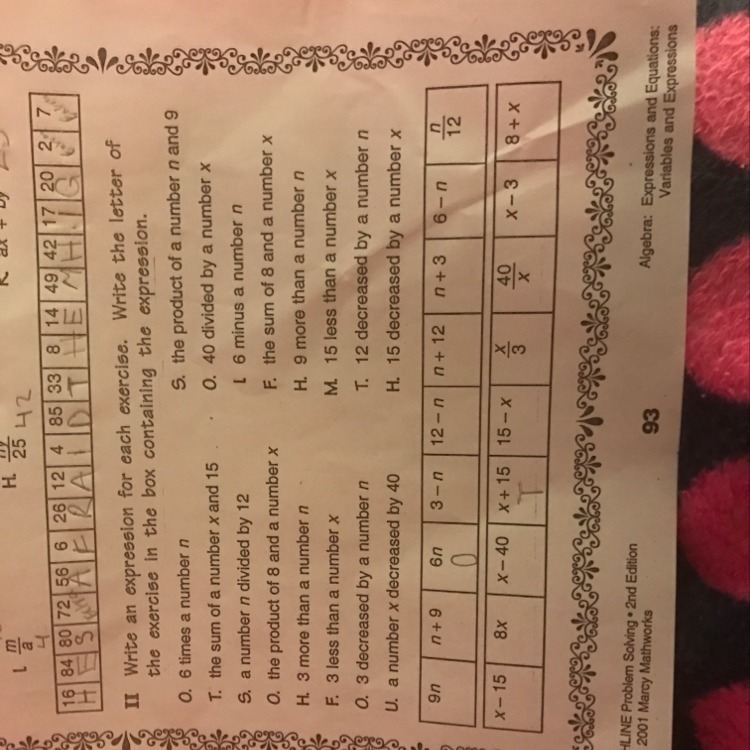 ax + by
I. m/a
H. ny/25 42
4
16 84 80 72 56 6 26 12 4 85 33 8 14 49 42 17 20 2 7
H E S A F R A I D T H E M H I G
II Write an expression for each exercise. Write the letter of
the exercise in the box containing the expression.
O. 6 times a number n
T. the sum of a number x and 15
S. a number n divided by 12
O. the product of 8 and a number x
H. 3 more than a number n
F. 3 less than a number x
O. 3 decreased by a number n
U. a number x decreased by 40
S. the product of a number n and 9
O. 40 divided by a number x
I. 6 minus a number n
F. the sum of 8 and a number x
H. 9 more than a number n
M. 15 less than a number x
T. 12 decreased by a number n
H. 15 decreased by a number x
9n n + 9 6n 3 – n 12 – n n + 12 n + 3 6 – n n/12
O
x – 15 8x x – 40 x + 15 15 – x x/3 40/x x – 3 8 + x
T
LINE Problem Solving • 2nd Edition
2001 Marcy Mathworks
93
Algebra: Expressions and Equations:
Variables and Expressions